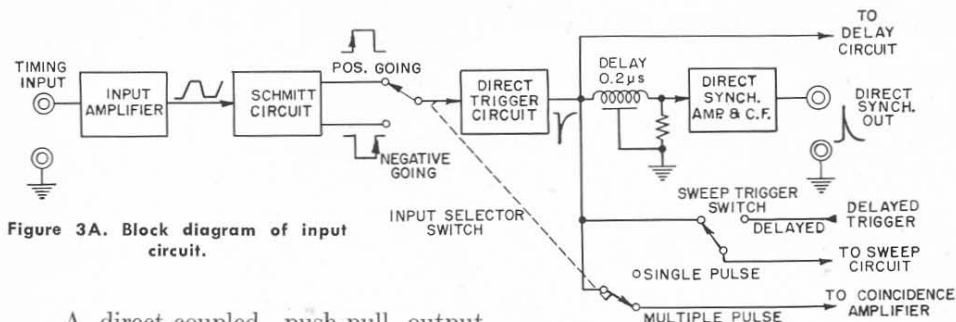 TIMING
INPUT
INPUT
AMPLIFIER
SCHMITT
CIRCUIT
POS. GOING
NEGATIVE
GOING
DIRECT
TRIGGER
CIRCUIT
DELAY
0.2μs
DIRECT
SYNCH.
AMP. & C.F.
TO
DELAY
CIRCUIT
DIRECT
SYNCH.
OUT
INPUT SELECTOR
SWITCH
SWEEP TRIGGER
SWITCH
DELAYED
DELAYED
TRIGGER
TO SWEEP
CIRCUIT
SINGLE PULSE
MULTIPLE PULSE
TO COINCIDENCE
AMPLIFIER
Figure 3A. Block diagram of input
circuit.
A direct-coupled, push-pull output